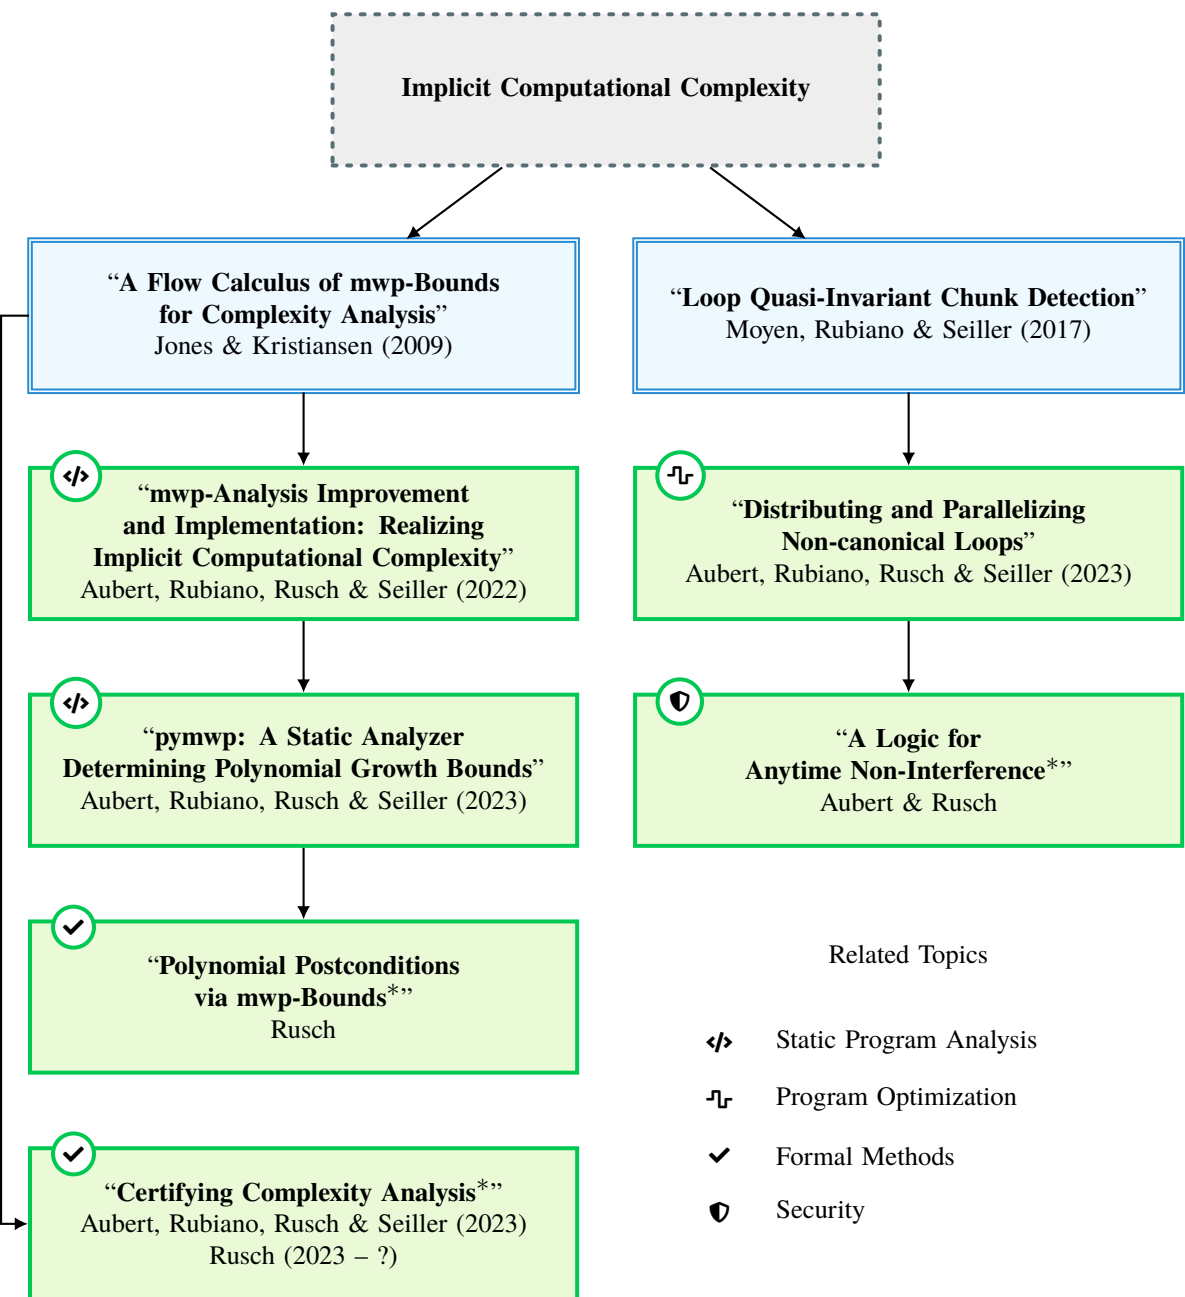 Implicit Computational Complexity
“A Flow Calculus of mwp-Bounds
for Complexity Analysis”
Jones & Kristiansen (2009)
“Loop Quasi-Invariant Chunk Detection”
Moyen, Rubiano & Seiller (2017)
“mwp-Analysis Improvement
and Implementation: Realizing
Implicit Computational Complexity”
Aubert, Rubiano, Rusch & Seiller (2022)
“Distributing and Parallelizing
Non-canonical Loops”
Aubert, Rubiano, Rusch & Seiller (2023)
“pymwp: A Static Analyzer
Determining Polynomial Growth Bounds”
Aubert, Rubiano, Rusch & Seiller (2023)
“A Logic for
Anytime Non-Interference*”
Aubert & Rusch
“Polynomial Postconditions
via mwp-Bounds*”
Rusch
“Certifying Complexity Analysis*”
Aubert, Rubiano, Rusch & Seiller (2023)
Rusch (2023 – ?)
Related Topics
Static Program Analysis
Program Optimization
Formal Methods
Security